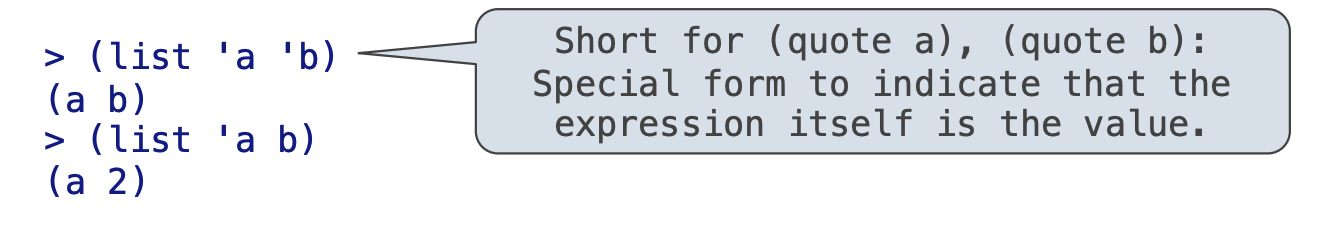 > (list 'a 'b)
(a b)
> (list 'a b)
(a 2)
Short for (quote a), (quote b):
Special form to indicate that the
expression itself is the value.